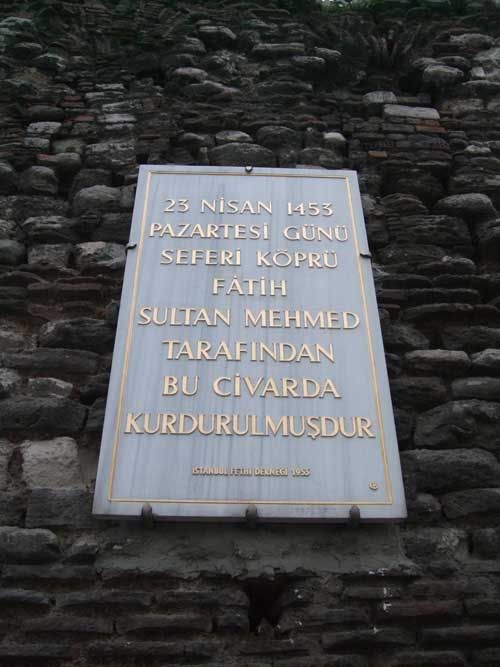 23 NİSAN 1453
PAZARTESİ GÜNÜ
SEFERİ KÖPRÜ
FÂTİH
SULTAN MEHMED
TARAFINDAN
BU CİVARDA
KURDURULMUŞDUR
İSTANBUL FETHİ DERNEĞİ 1953